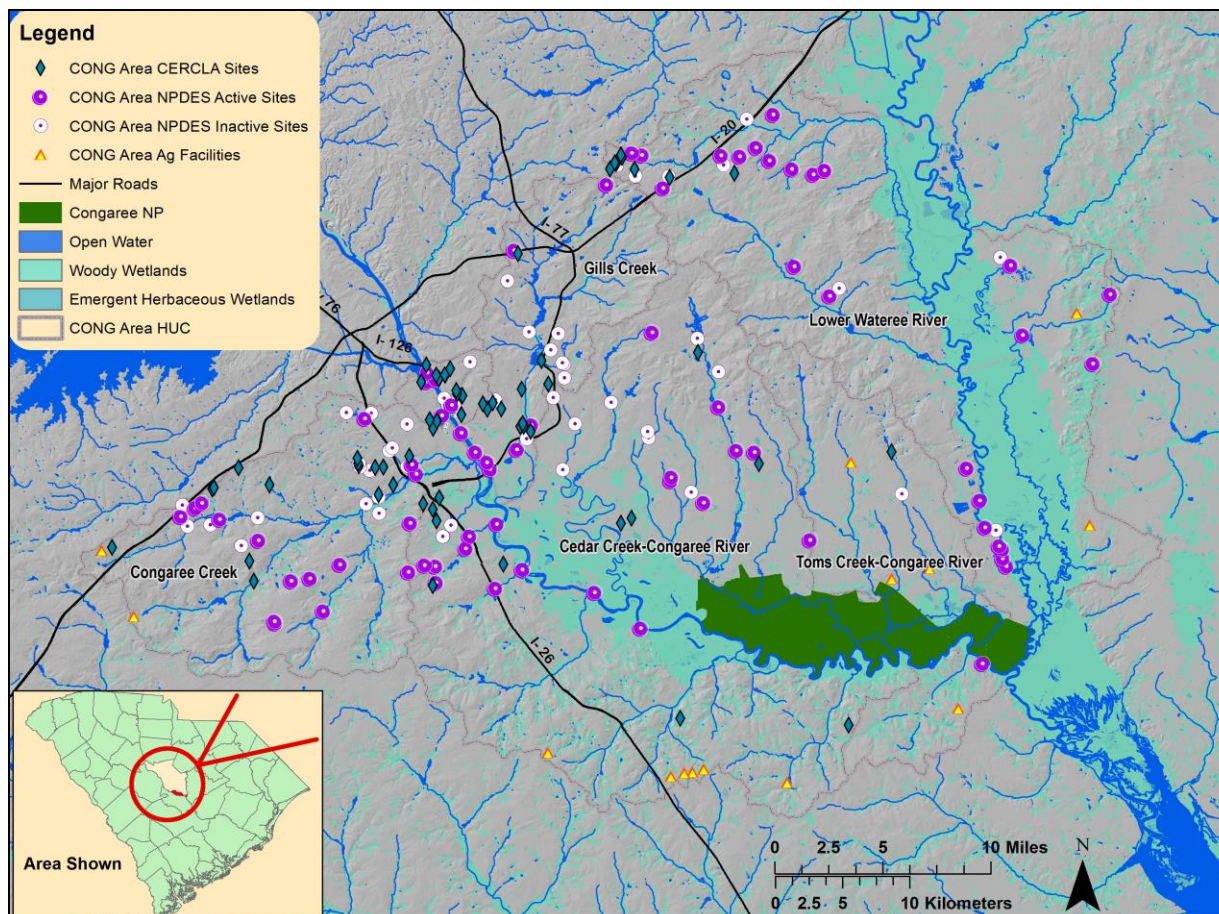 Legend
CONG Area CERCLA Sites
CONG Area NPDES Active Sites
CONG Area NPDES Inactive Sites
CONG Area Ag Facilities
Major Roads
Congaree NP
Open Water
Woody Wetlands
Emergent Herbaceous Wetlands
CONG Area HUC
I- 20
I- 77
Gills Creek
76
Lower Wateree River
I- 126
Cedar Creek-Congaree River
Toms Creek-Congaree River
Congaree Creek
I- 26
Area Shown
0 2.5 5 10 Miles
0 2.5 5 10 Kilometers
N